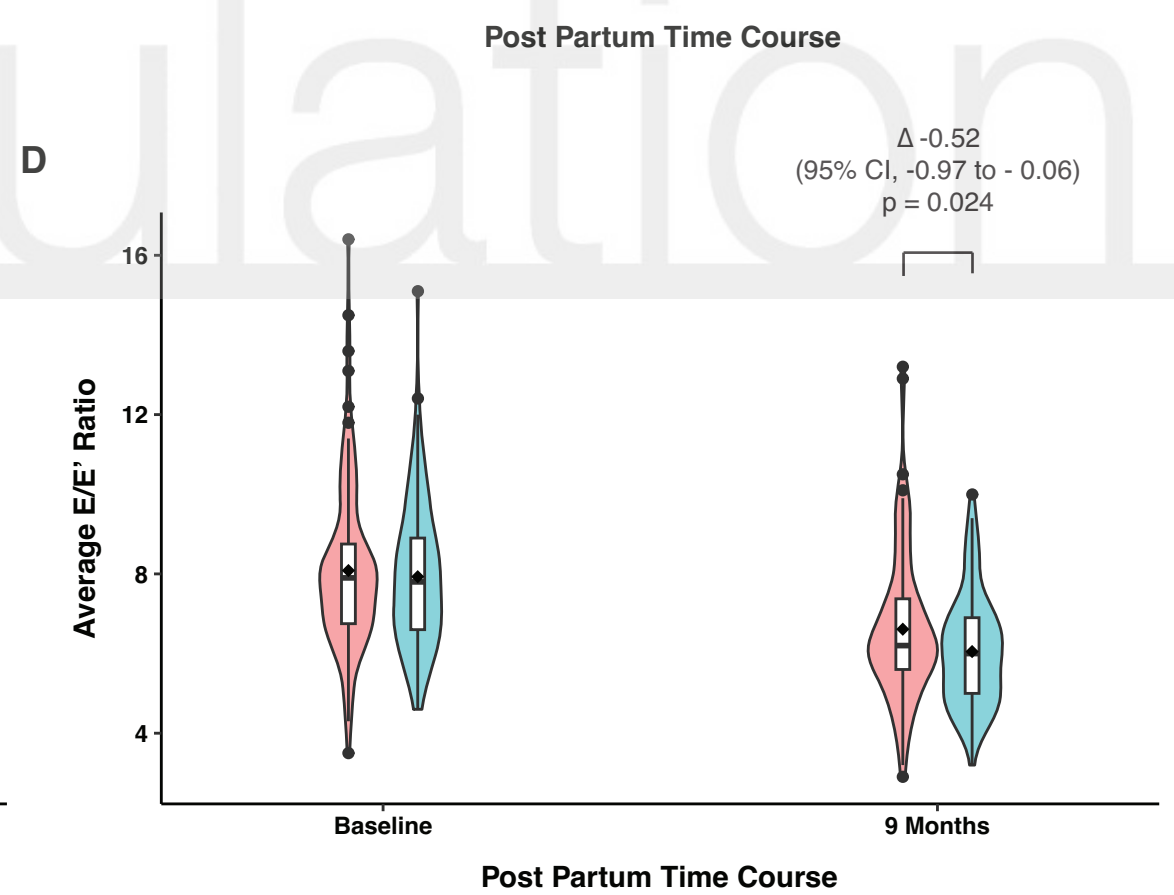 ulation
Post Partum Time Course
D
Δ -0.52
(95% CI, -0.97 to - 0.06)
p = 0.024
16
12
8
4
Average E/E’ Ratio
Baseline
9 Months
Post Partum Time Course